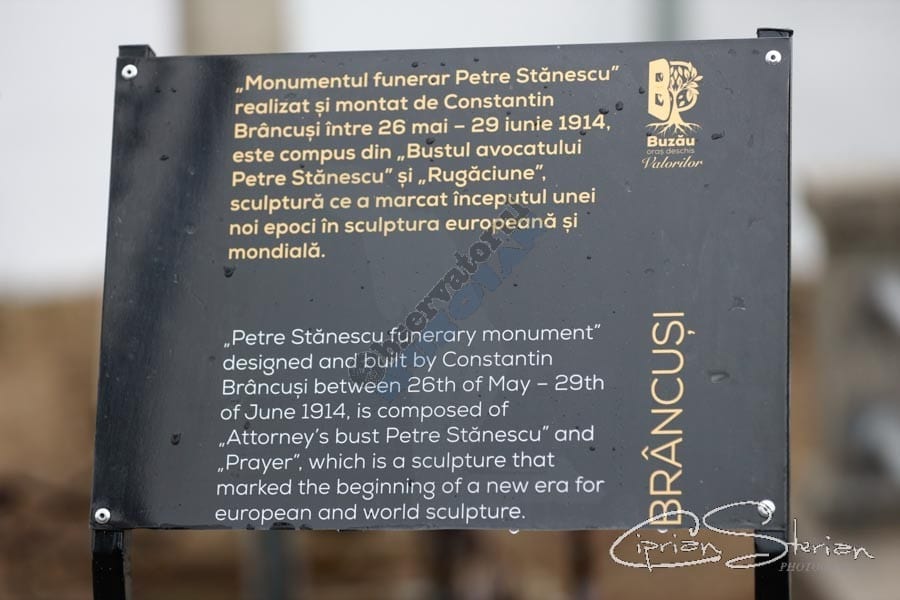 „Monumentul funerar Petre Stănescu”
realizat și montat de Constantin
Brâncuși între 26 mai – 29 iunie 1914,
este compus din „Bustul avocatului
Petre Stănescu” și „Rugăciune”,
sculptură ce a marcat începutul unei
noi epoci în sculptura europeană și
mondială.
Buzău
oraș deschis
Valorilor
„Petre Stănescu funerary monument”
designed and built by Constantin
Brâncuși between 26th of May – 29th
of June 1914, is composed of
„Attorney’s bust Petre Stănescu” and
„Prayer”, which is a sculpture that
marked the beginning of a new era for
european and world sculpture.
BRÂNCUȘI
Observatorul
Ciprian Sterian